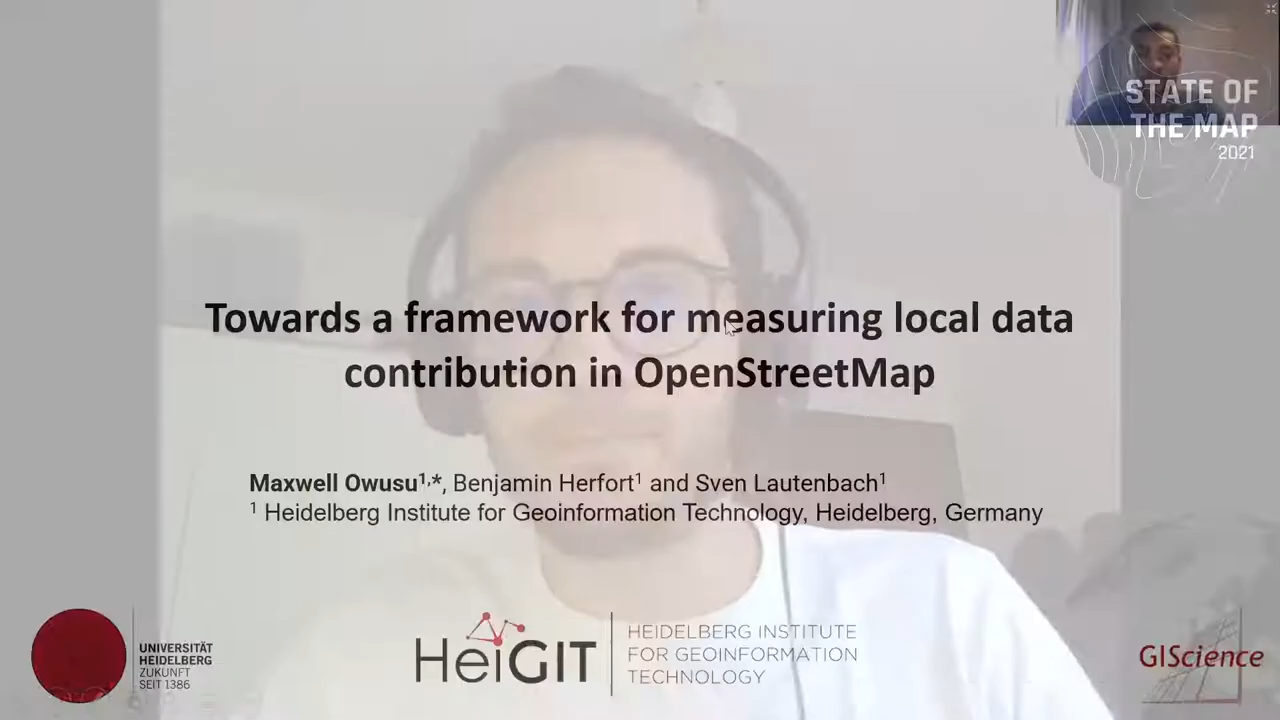 STATE OF
THE MAP
2021
Towards a framework for measuring local data
contribution in OpenStreetMap
Maxwell Owusu¹,*, Benjamin Herfort¹ and Sven Lautenbach¹
¹ Heidelberg Institute for Geoinformation Technology, Heidelberg, Germany
UNIVERSITÄT
HEIDELBERG
ZUKUNFT
SEIT 1386
HeiGIT
HEIDELBERG INSTITUTE
FOR GEOINFORMATION
TECHNOLOGY
GIScience